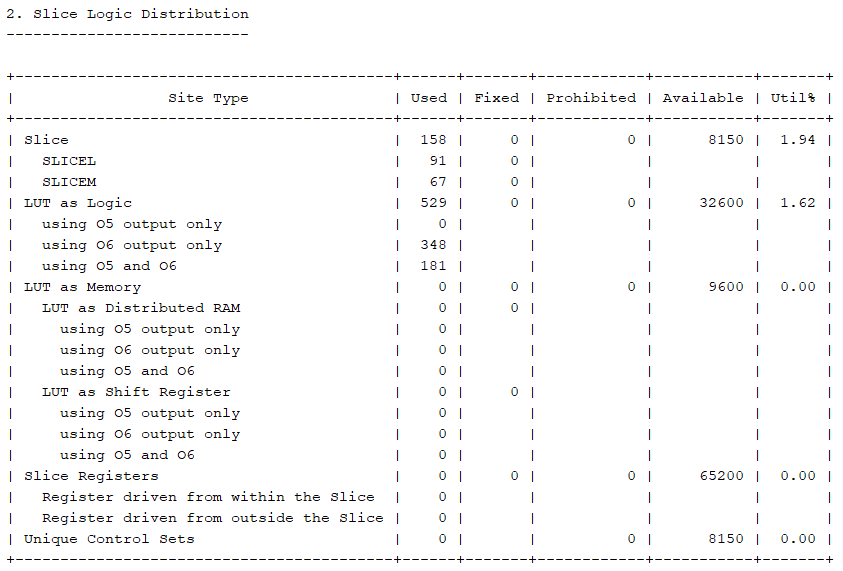 2. Slice Logic Distribution
---------------------------
+------------------------------------------+------+-------+------------+-----------+-------+
|                 Site Type                | Used | Fixed | Prohibited | Available | Util% |
+------------------------------------------+------+-------+------------+-----------+-------+
| Slice                                    |  158 |     0 |          0 |      8150 |  1.94 |
|   SLICEL                                 |   91 |     0 |            |           |       |
|   SLICEM                                 |   67 |     0 |            |           |       |
| LUT as Logic                             |  529 |     0 |          0 |     32600 |  1.62 |
|   using O5 output only                   |    0 |       |            |           |       |
|   using O6 output only                   |  348 |       |            |           |       |
|   using O5 and O6                        |  181 |       |            |           |       |
| LUT as Memory                            |    0 |     0 |          0 |      9600 |  0.00 |
|   LUT as Distributed RAM                 |    0 |     0 |            |           |       |
|     using O5 output only                 |    0 |       |            |           |       |
|     using O6 output only                 |    0 |       |            |           |       |
|     using O5 and O6                      |    0 |       |            |           |       |
|   LUT as Shift Register                  |    0 |     0 |            |           |       |
|     using O5 output only                 |    0 |       |            |           |       |
|     using O6 output only                 |    0 |       |            |           |       |
|     using O5 and O6                      |    0 |       |            |           |       |
| Slice Registers                          |    0 |     0 |          0 |     65200 |  0.00 |
|   Register driven from within the Slice  |    0 |       |            |           |       |
|   Register driven from outside the Slice |    0 |       |            |           |       |
| Unique Control Sets                      |    0 |       |          0 |      8150 |  0.00 |
+------------------------------------------+------+-------+------------+-----------+-------+